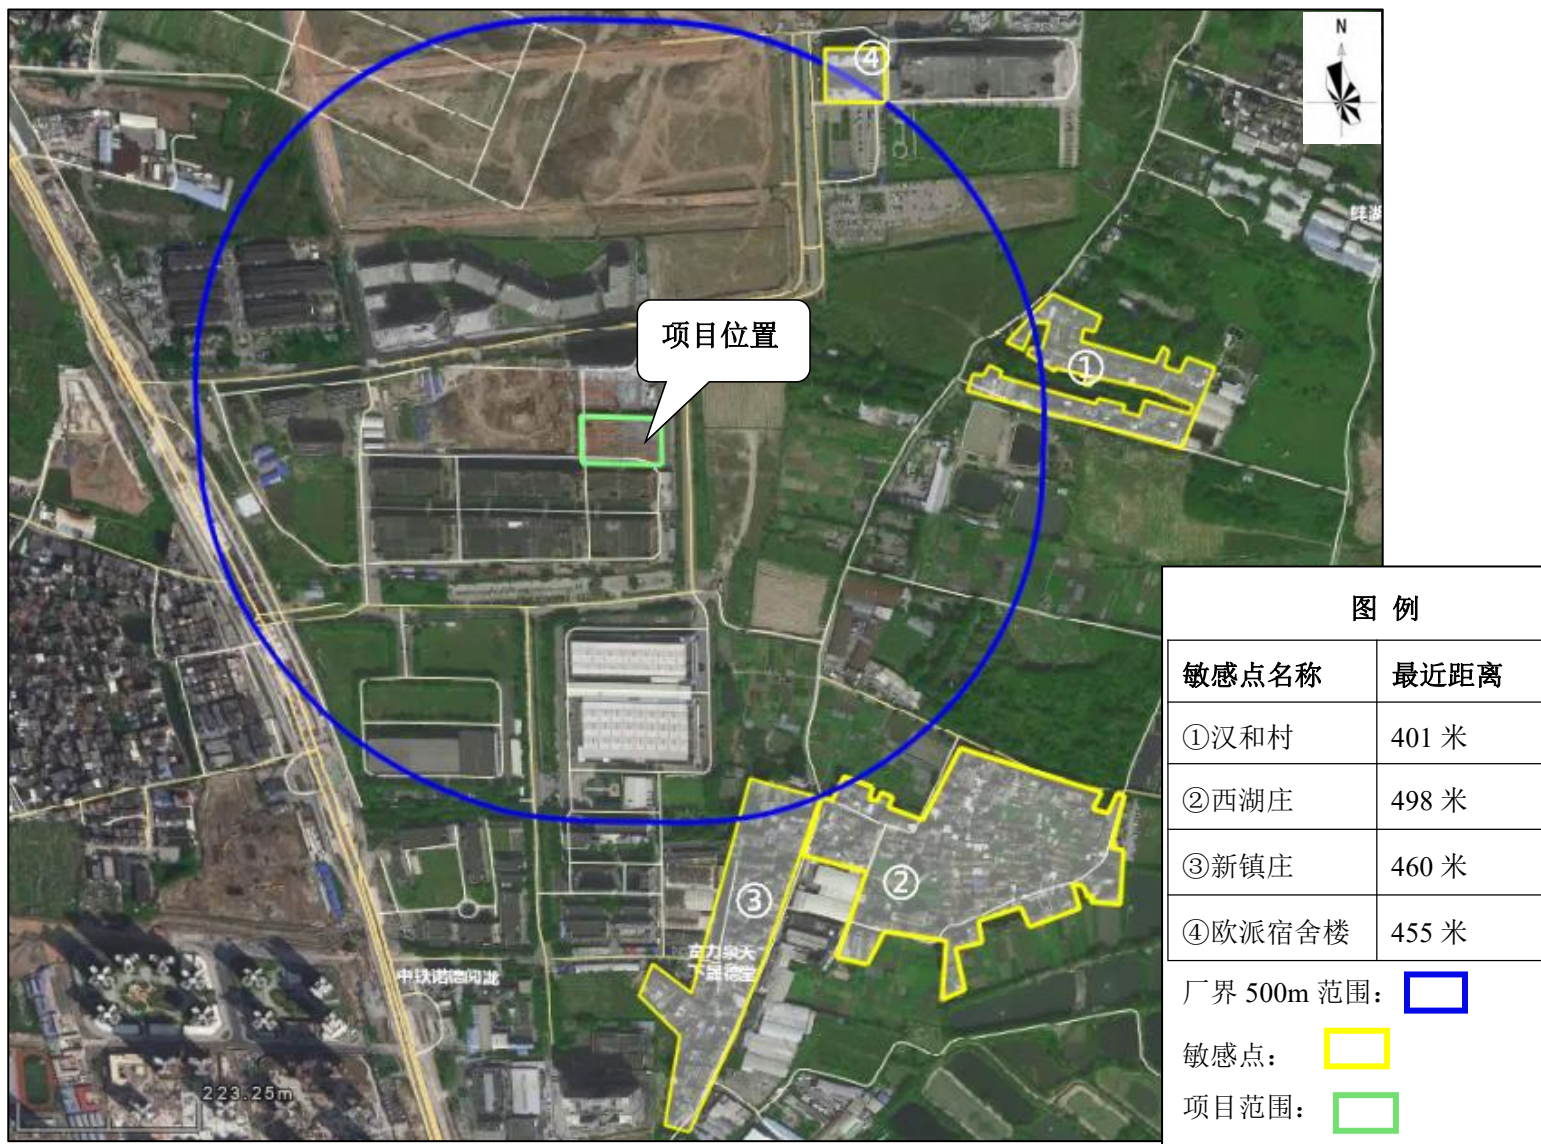 ④
N
蚌湖
项目位置
①
图 例
敏感点名称 最近距离
①汉和村 401 米
②西湖庄 498 米
③新镇庄 460 米
④欧派宿舍楼 455 米
厂界 500m 范围：
敏感点：
项目范围：
②
③
中铁诺德阅泷
223.25m